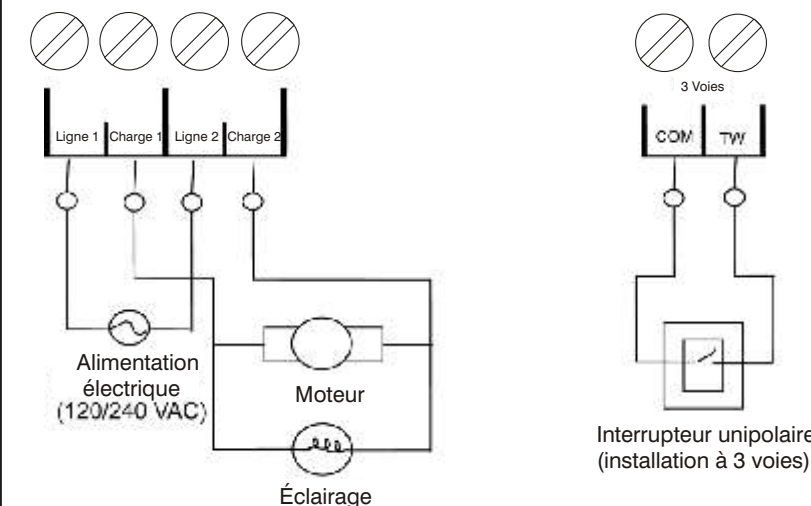 Ligne 1 Charge 1 Ligne 2 Charge 2
Alimentation
électrique
(120/240 VAC)
Moteur
Éclairage
3 Voies
COM TW
Interrupteur unipolaire
(installation à 3 voies)